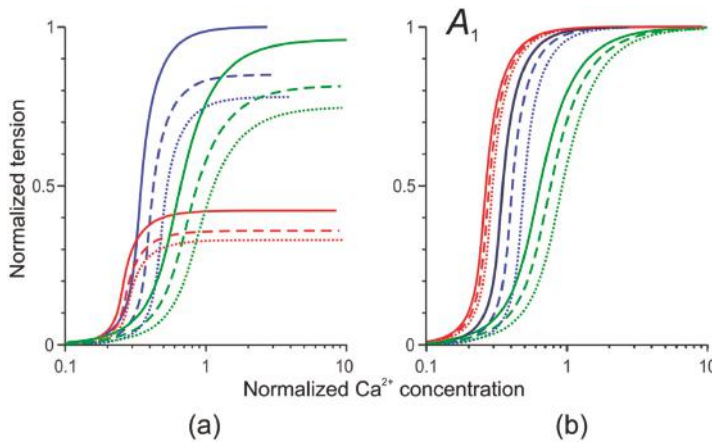 1
0.5
0
0.1
1
10
Normalized tension
(a)
A₁
1
0.5
0
0.1
1
10
Normalized Ca²⁺ concentration
(b)